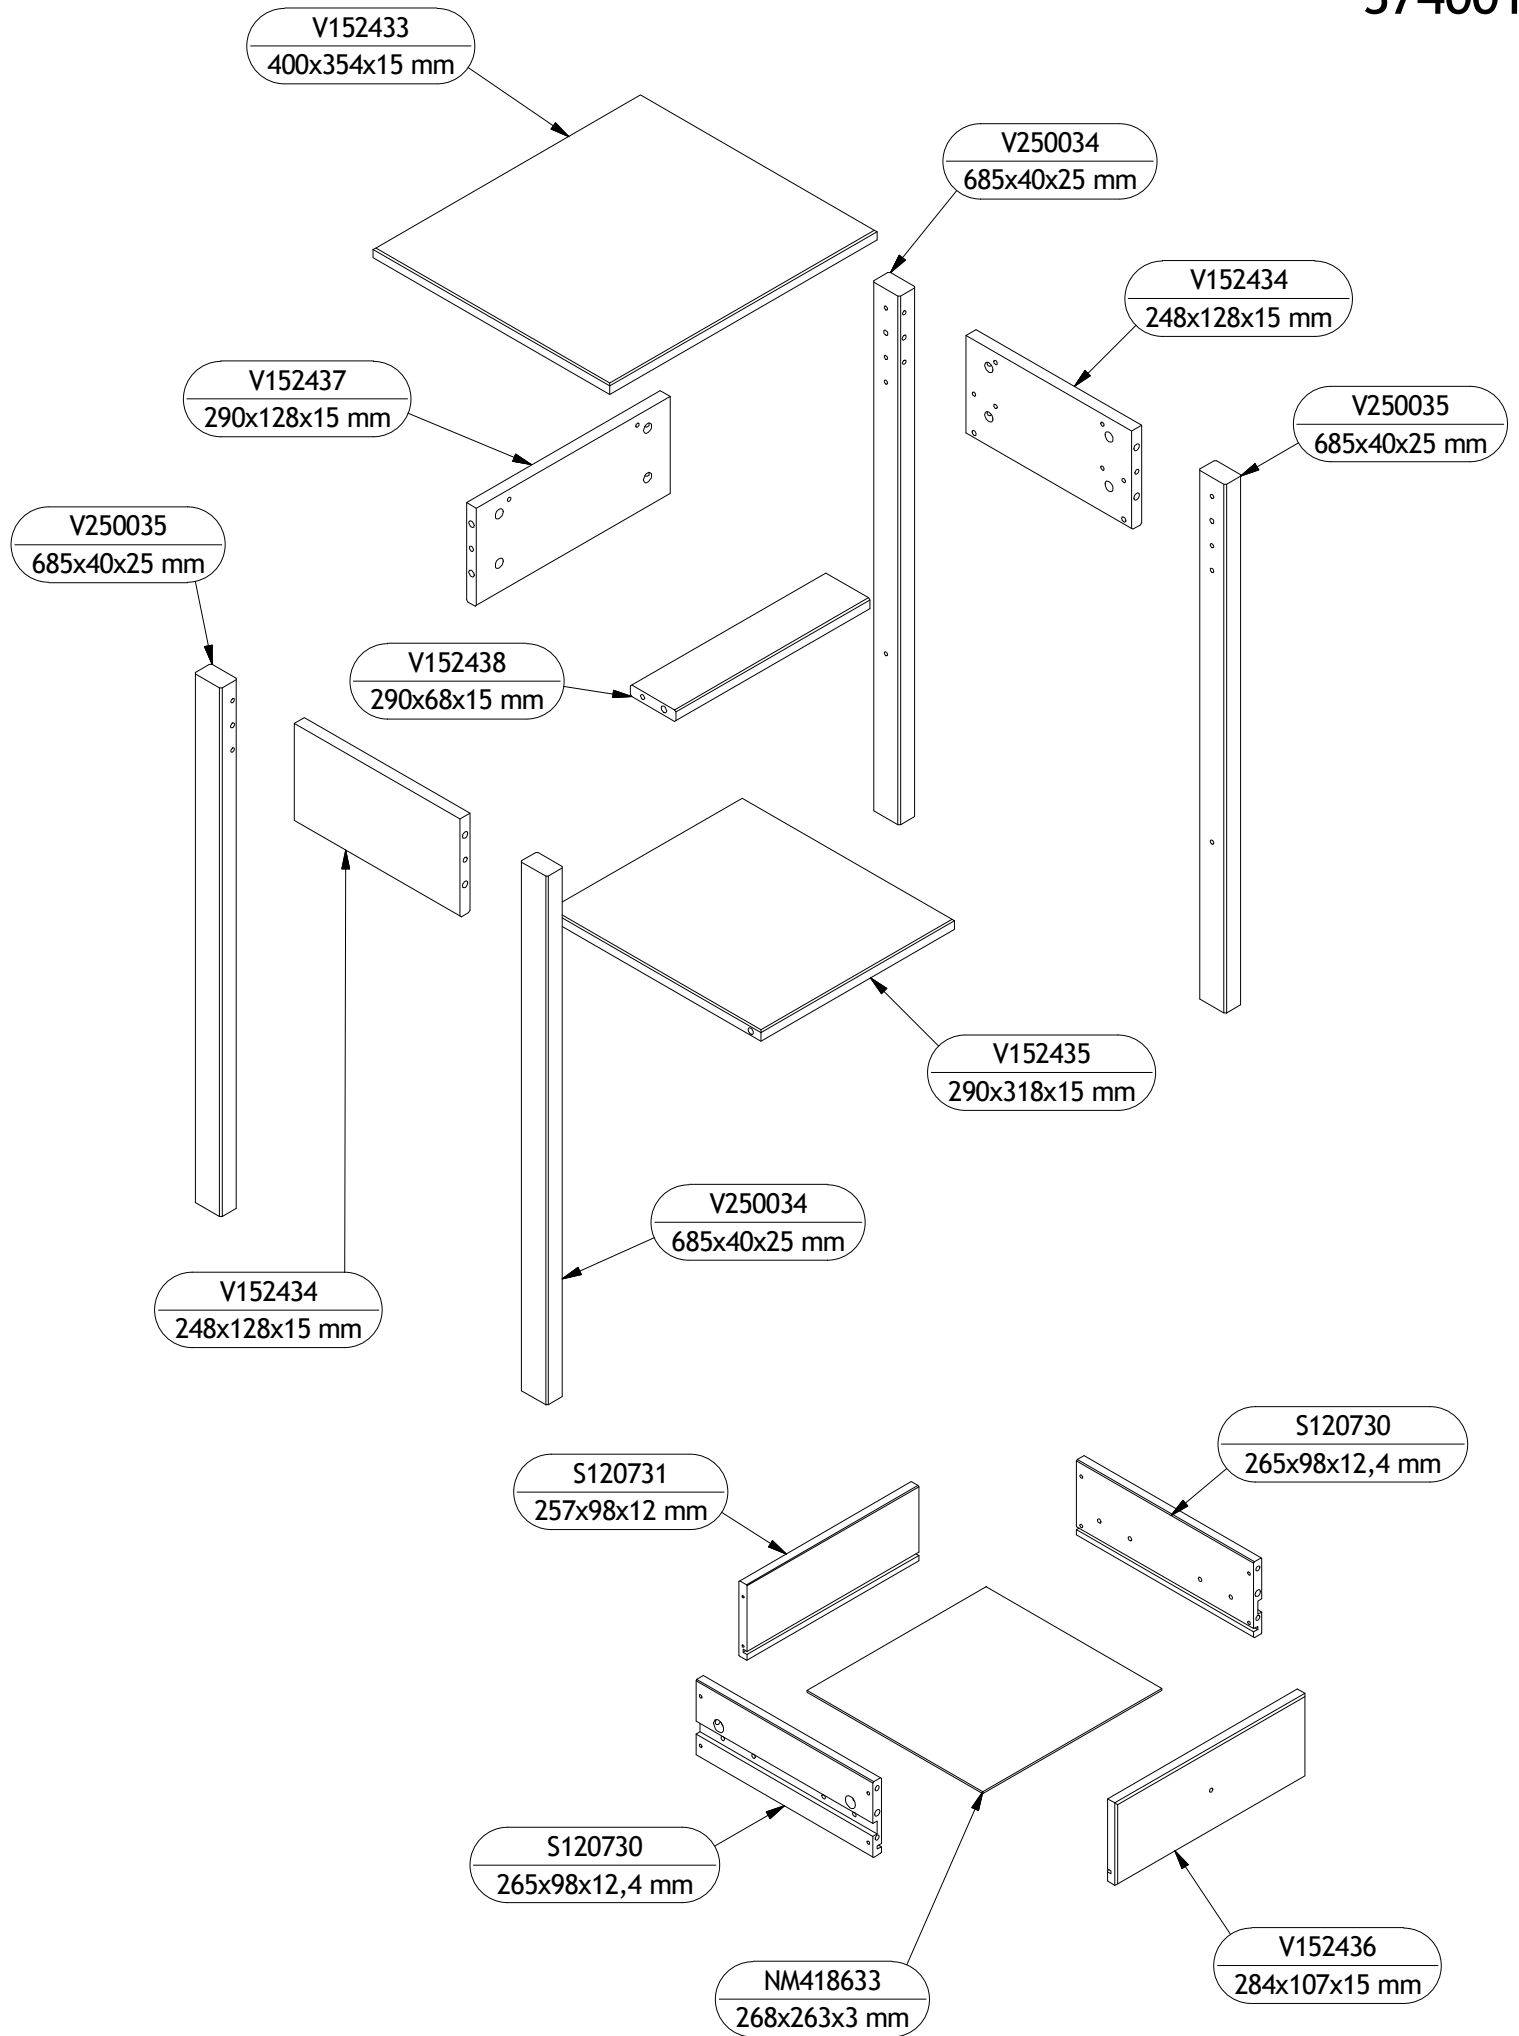 V152433
400x354x15 mm
V250034
685x40x25 mm
V152434
248x128x15 mm
V152437
290x128x15 mm
V250035
685x40x25 mm
V250035
685x40x25 mm
V152438
290x68x15 mm
V152435
290x318x15 mm
V250034
685x40x25 mm
V152434
248x128x15 mm
S120730
265x98x12,4 mm
S120731
257x98x12 mm
S120730
265x98x12,4 mm
V152436
284x107x15 mm
NM418633
268x263x3 mm